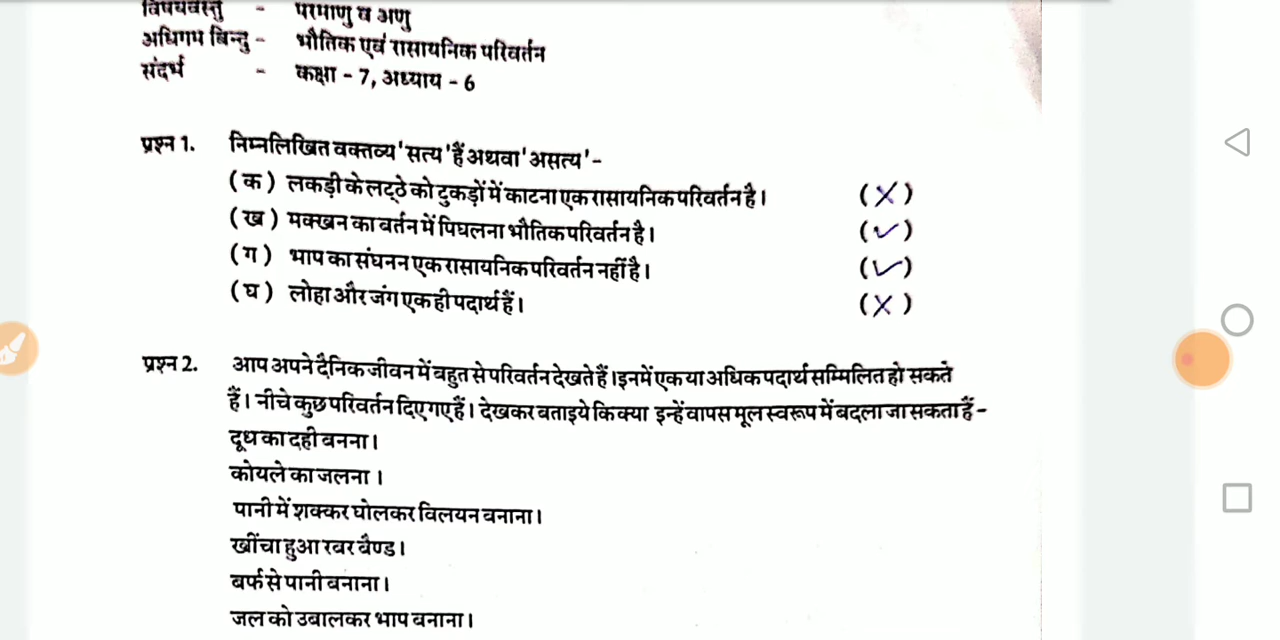 विषयवस्तु - परमाणु व अणु
अधिगम बिन्दु - भौतिक एवं रासायनिक परिवर्तन
संदर्भ - कक्षा - 7, अध्याय - 6
प्रश्न 1. निम्नलिखित वक्तव्य 'सत्य' हैं अथवा 'असत्य' -
(क) लकड़ी के लट्ठे को टुकड़ों में काटना एक रासायनिक परिवर्तन है। (X)
(ख) मक्खन का बर्तन में पिघलना भौतिक परिवर्तन है। (✓)
(ग) भाप का संघनन एक रासायनिक परिवर्तन नहीं है। (✓)
(घ) लोहा और जंग एक ही पदार्थ हैं। (X)
प्रश्न 2. आप अपने दैनिक जीवन में बहुत से परिवर्तन देखते हैं। इनमें एक या अधिक पदार्थ सम्मिलित हो सकते
हैं। नीचे कुछ परिवर्तन दिए गए हैं। देखकर बताइये कि क्या इन्हें वापस मूल स्वरूप में बदला जा सकता हैं -
दूध का दही बनना।
कोयले का जलना।
पानी में शक्कर घोलकर विलयन बनाना।
खींचा हुआ रबर बैण्ड।
बर्फ से पानी बनाना।
जल को उबालकर भाप बनाना।